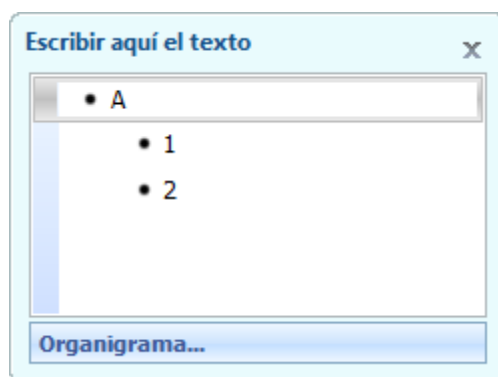 Escribir aquí el texto
• A
• 1
• 2
Organigrama...